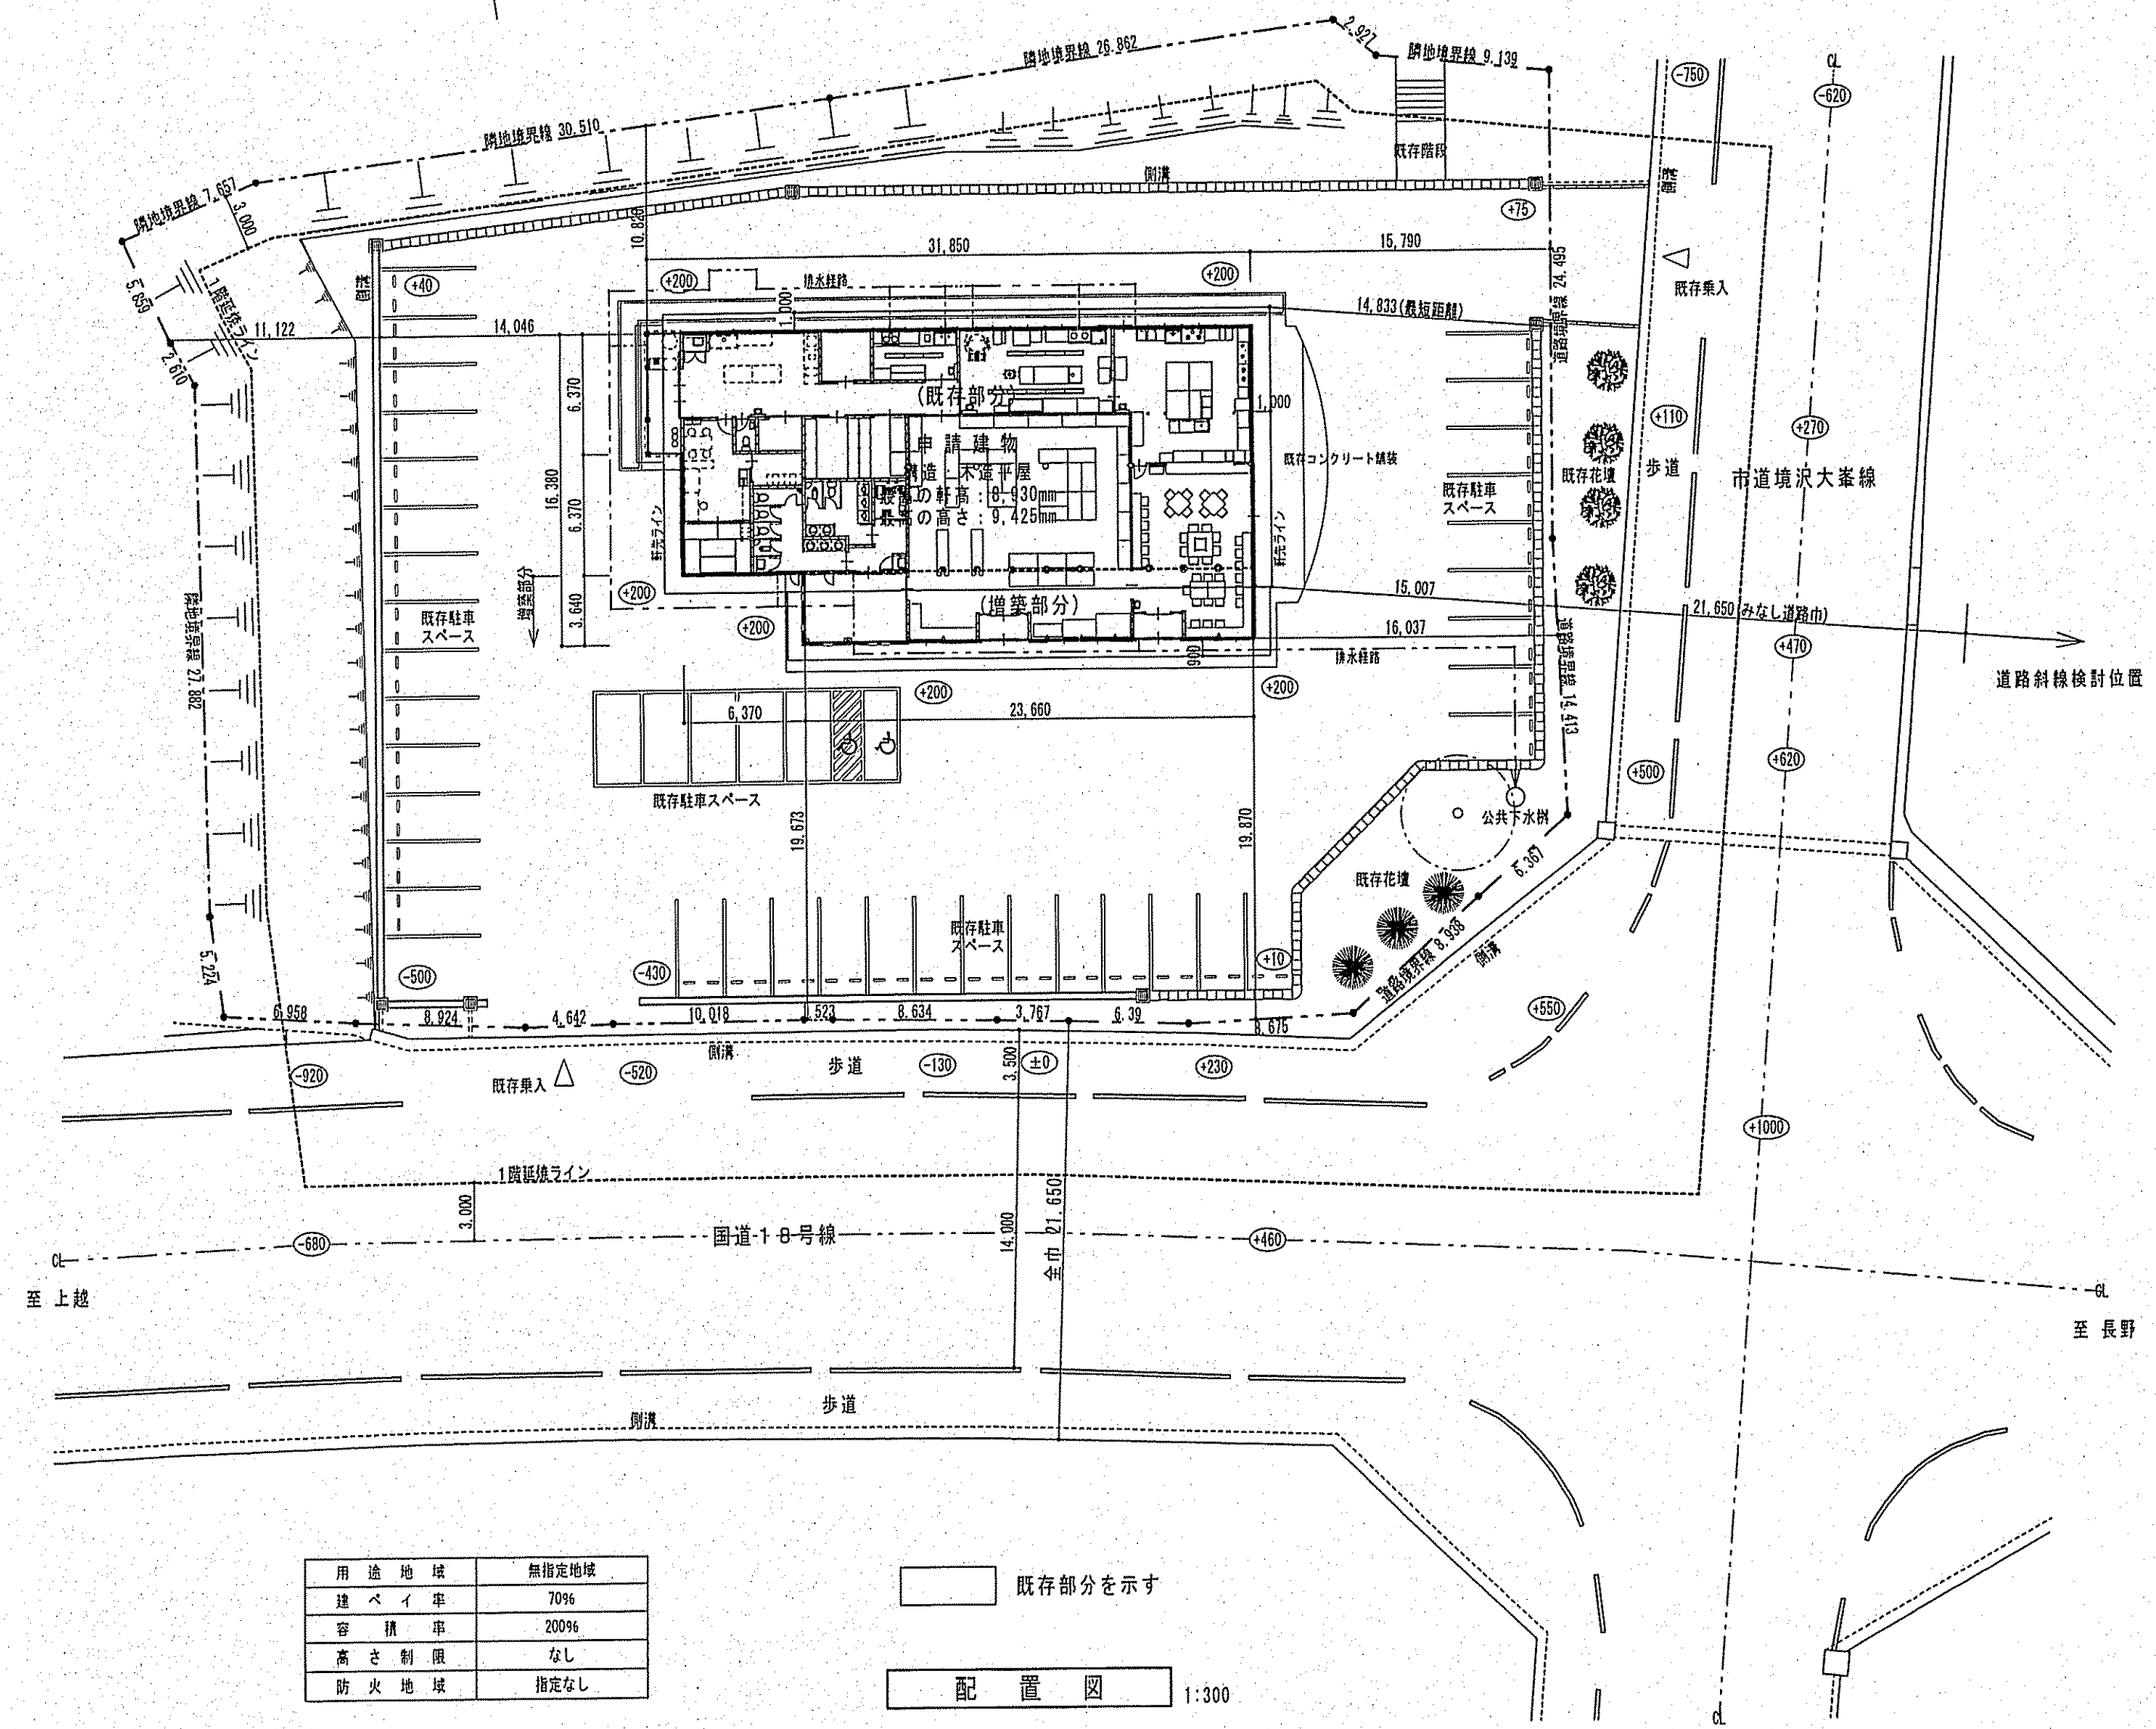 隣地境界線 26.862
2.927
隣地境界線 9.139
CL
-750
-620
隣地境界線 30.510
既存階段
側溝
側溝
隣地境界線 7.657
3.000
+75
10.820
31,850
15,790
5.859
1階延焼ライン
側溝
+40
+200
排水経路
+200
道路境界線 24.495
既存乗入
14,833(最短距離)
1,000
11,122
14,046
2.610
6,370
(既存部分)
1,000
+110
+270
申請建物
構造：木造平屋
最高の軒高：8,930mm
最高の高さ：9,425mm
既存コンクリート舗装
既存駐車
スペース
既存花壇
歩道
市道境沢大峯線
16,380
6,370
軒先ライン
軒先ライン
増築部分
+200
3,640
(増築部分)
15,007
21,650(みなし道路巾)
隣地境界線 27.882
既存駐車
スペース
+200
16,037
道路境界線 14.413
+470
900
排水経路
道路斜線検討位置
+200
+200
6,370
23,660
+620
+500
既存駐車スペース
19,673
19,870
公共下水桝
6.367
既存花壇
既存駐車
スペース
道路境界線 8.938
側溝
5.224
-500
-430
+10
6.958
8.924
4.642
10.018
8.634
3.767
6.39
8.675
+550
側溝
歩道
-130
3,500
±0
+230
-920
既存乗入
-520
+1000
1階延焼ライン
3,000
14,000
全巾 21.650
国道18号線
-680
+460
CL
CL
至 上越
至 長野
歩道
側溝
用途地域 無指定地域
建ペイ率 70%
容積率 200%
高さ制限 なし
防火地域 指定なし
既存部分を示す
配置図 1:300
CL